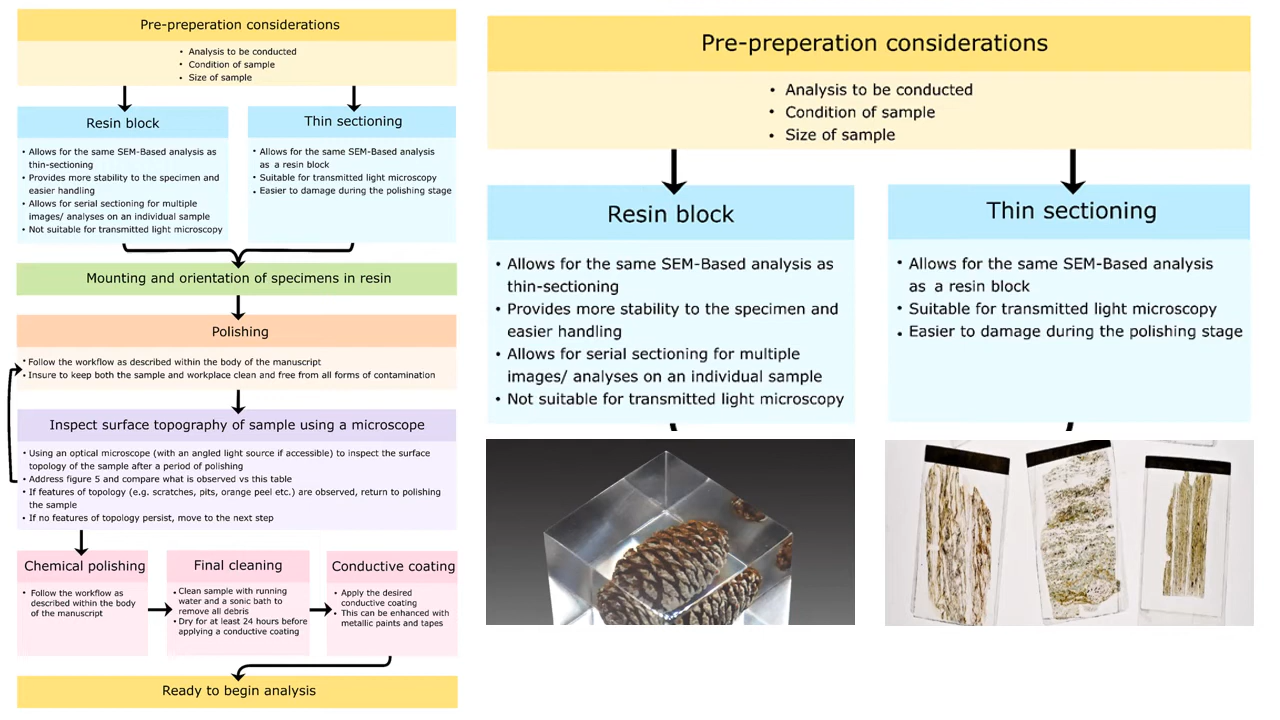 Pre-preperation considerations
• Analysis to be conducted
• Condition of sample
• Size of sample
Resin block
• Allows for the same SEM-Based analysis as
thin-sectioning
• Provides more stability to the specimen and
easier handling
• Allows for serial sectioning for multiple
images/ analyses on an individual sample
• Not suitable for transmitted light microscopy
Thin sectioning
• Allows for the same SEM-Based analysis
as a resin block
• Suitable for transmitted light microscopy
• Easier to damage during the polishing stage
Mounting and orientation of specimens in resin
Polishing
• Follow the workflow as described within the body of the manuscript
• Insure to keep both the sample and workplace clean and free from all forms of contamination
Inspect surface topography of sample using a microscope
• Using an optical microscope (with an angled light source if accessible) to inspect the surface
topology of the sample after a period of polishing
• Address figure 5 and compare what is observed vs this table
• If features of topology (e.g. scratches, pits, orange peel etc.) are observed, return to polishing
the sample
• If no features of topology persist, move to the next step
Chemical polishing
• Follow the workflow as
described within the body
of the manuscript
Final cleaning
• Clean sample with running
water and a sonic bath to
remove all debris
• Dry for at least 24 hours before
applying a conductive coating
Conductive coating
• Apply the desired
conductive coating
• This can be enhanced with
metallic paints and tapes
Ready to begin analysis
Pre-preperation considerations
• Analysis to be conducted
• Condition of sample
• Size of sample
Resin block
• Allows for the same SEM-Based analysis as
thin-sectioning
• Provides more stability to the specimen and
easier handling
• Allows for serial sectioning for multiple
images/ analyses on an individual sample
• Not suitable for transmitted light microscopy
Thin sectioning
• Allows for the same SEM-Based analysis
as a resin block
• Suitable for transmitted light microscopy
• Easier to damage during the polishing stage